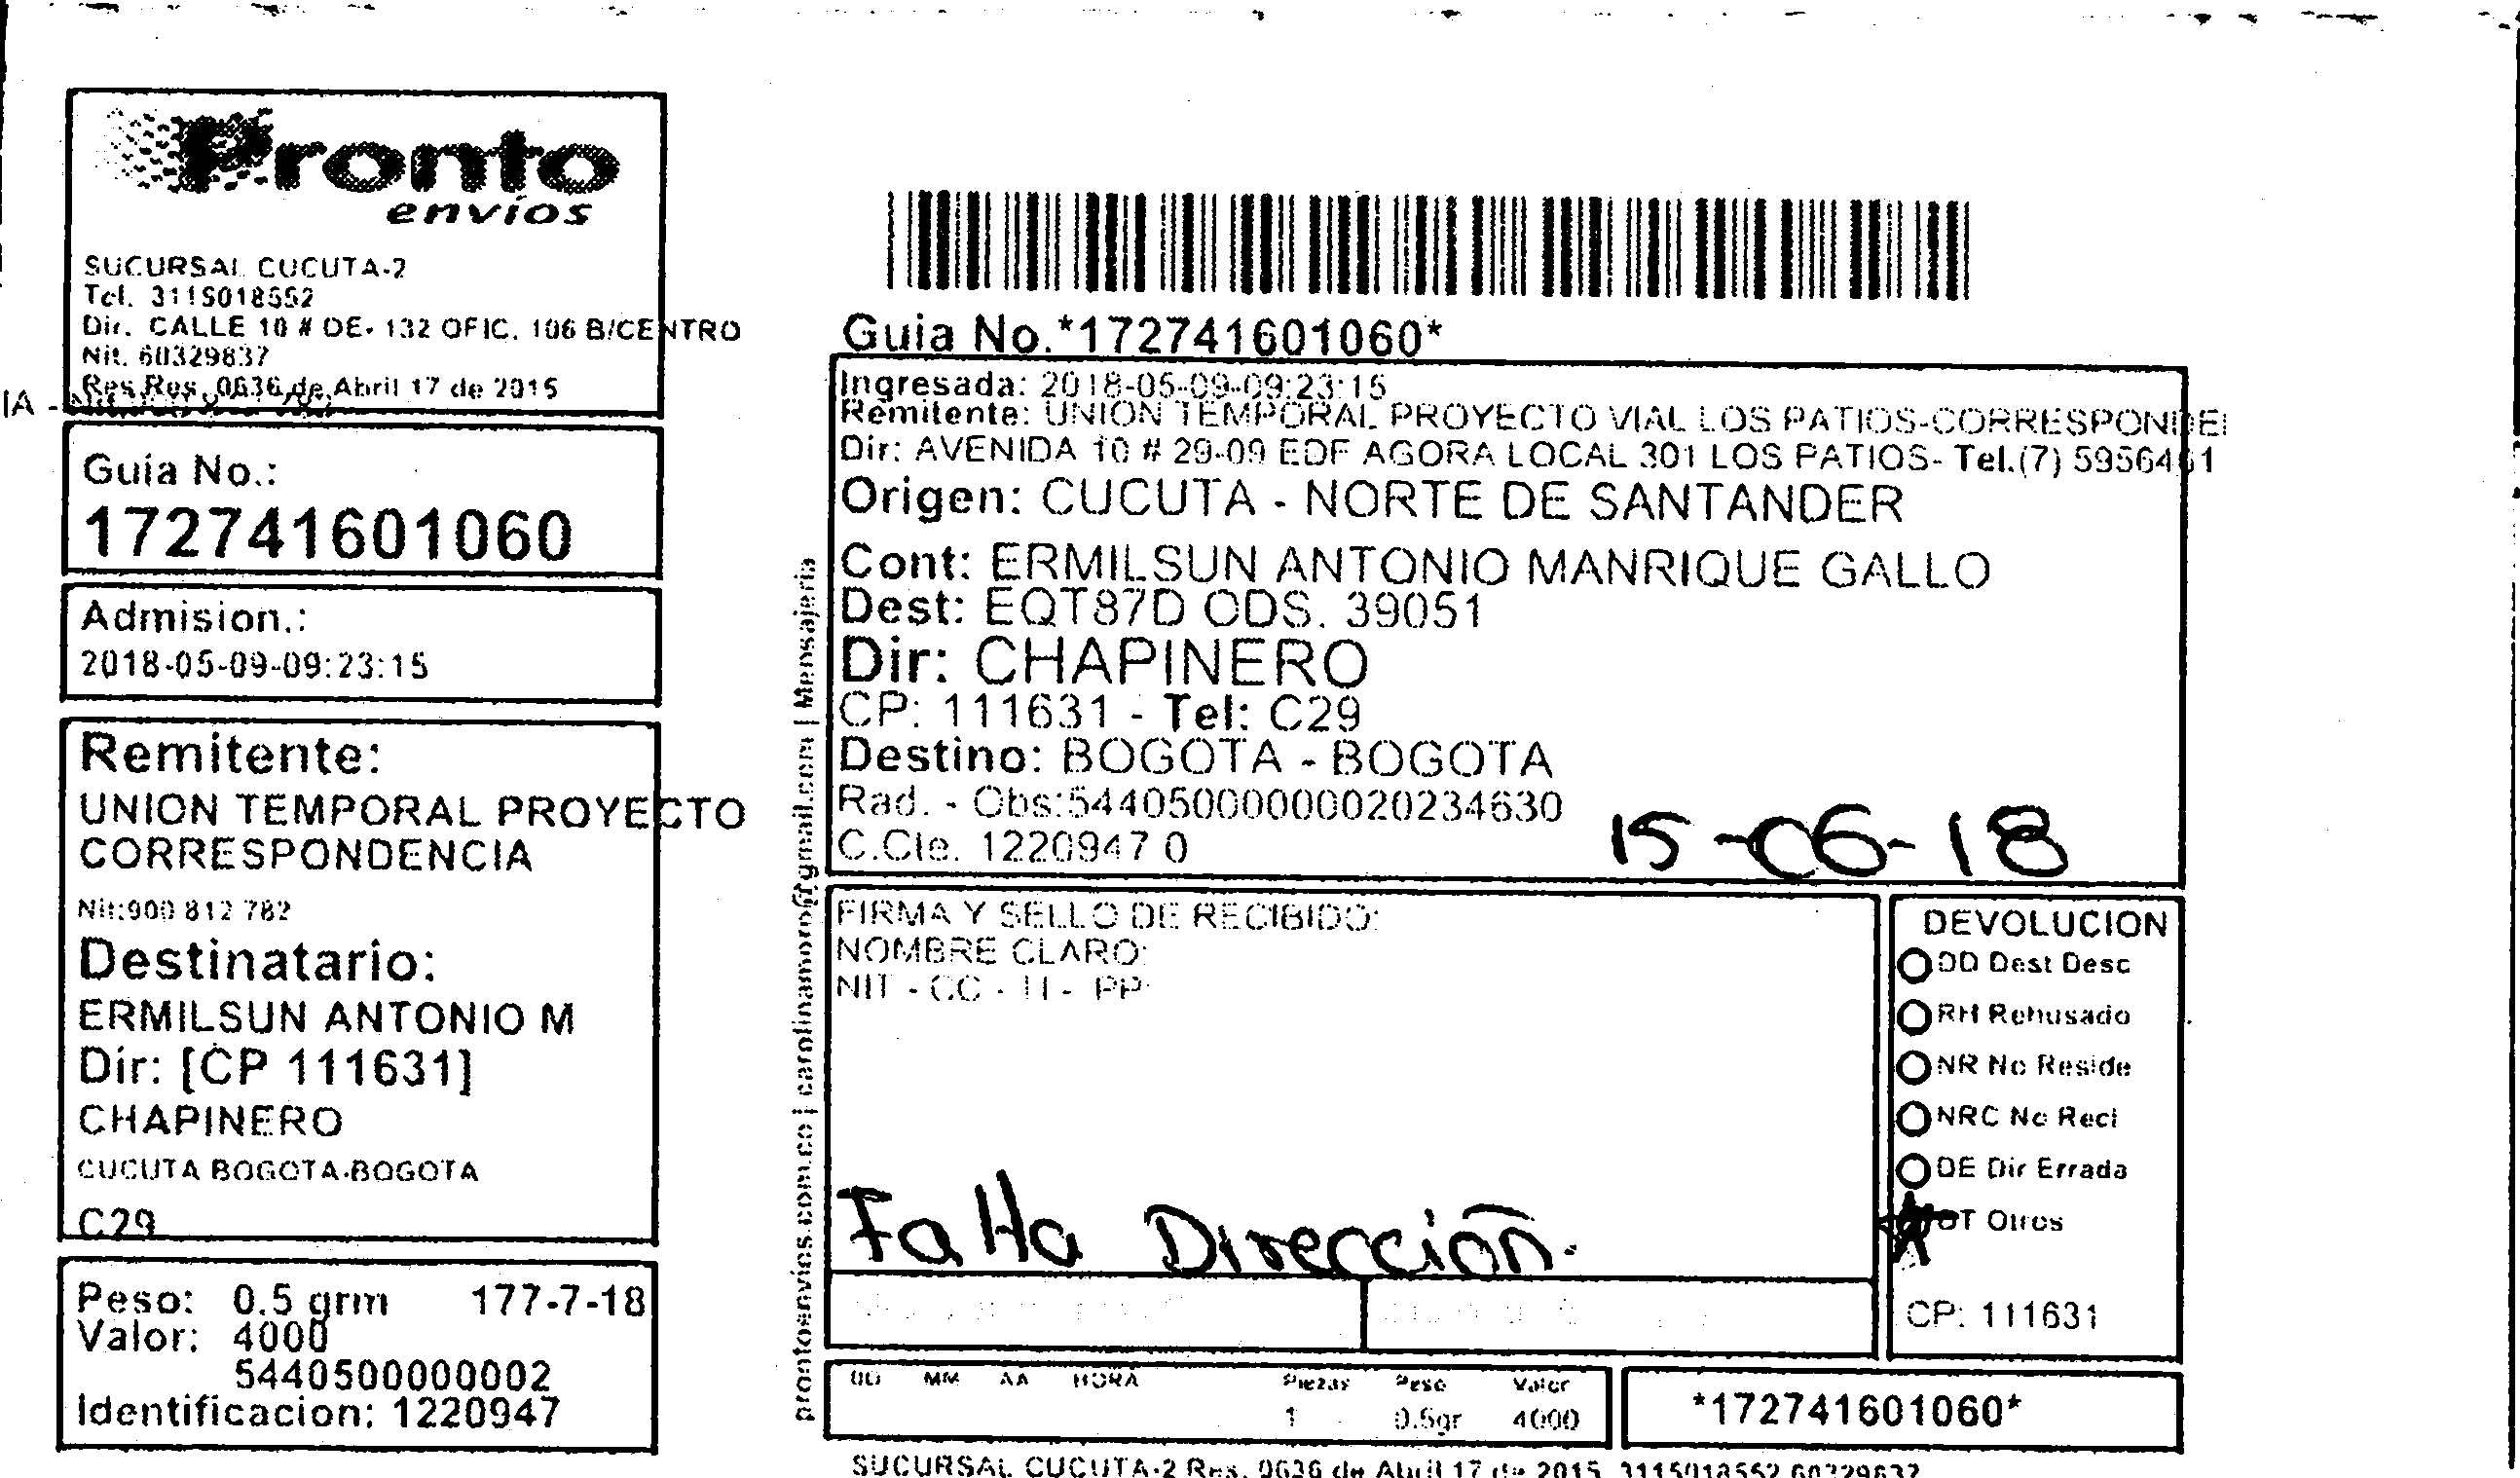 Pronto
envíos
SUCURSAL CUCUTA-2
Tel. 3115018552
Dir. CALLE 10 # OE- 132 OFIC. 106 B/CENTRO
Nit. 60329837
Res Res. 0636 de Abril 17 de 2015
IA -
Guia No.:
172741601060
Admision.:
2018-05-09-09:23:15
Remitente:
UNION TEMPORAL PROYECTO
CORRESPONDENCIA
Nit:900 812 782
Destinatario:
ERMILSUN ANTONIO M
Dir: [CP 111631]
CHAPINERO
CUCUTA BOGOTA-BOGOTA
C29
Peso: 0.5 grm 177-7-18
Valor: 4000
5440500000002
Identificacion: 1220947
prontoenvios.com.co | carolinamoro@gmail.com | Mensajeria
Guia No.*172741601060*
Ingresada: 2018-05-09-09:23:15
Remitente: UNION TEMPORAL PROYECTO VIAL LOS PATIOS-CORRESPONDEI
Dir: AVENIDA 10 # 29-09 EDF AGORA LOCAL 301 LOS PATIOS- Tel.(7) 5956461
Origen: CUCUTA - NORTE DE SANTANDER
Cont: ERMILSUN ANTONIO MANRIQUE GALLO
Dest: EQT87D ODS. 39051
Dir: CHAPINERO
CP: 111631 - Tel: C29
Destino: BOGOTA - BOGOTA
Rad. - Obs:544050000000020234630
C.Cte. 1220947 0
15-06-18
FIRMA Y SELLO DE RECIBIDO:
NOMBRE CLARO:
NIT - CC - TI - PP:
Falta Dirección.
DEVOLUCION
DD Dest Desc
RH Rehusado
NR No Reside
NRC No Recl
DE Dir Errada
OT Otros
CP: 111631
DD MM AA HORA Piezas Peso Valor
1 0.5gr 4000
*172741601060*
SUCURSAL CUCUTA-2 Res. 0636 de Abril 17 de 2015 3115018552 60329837